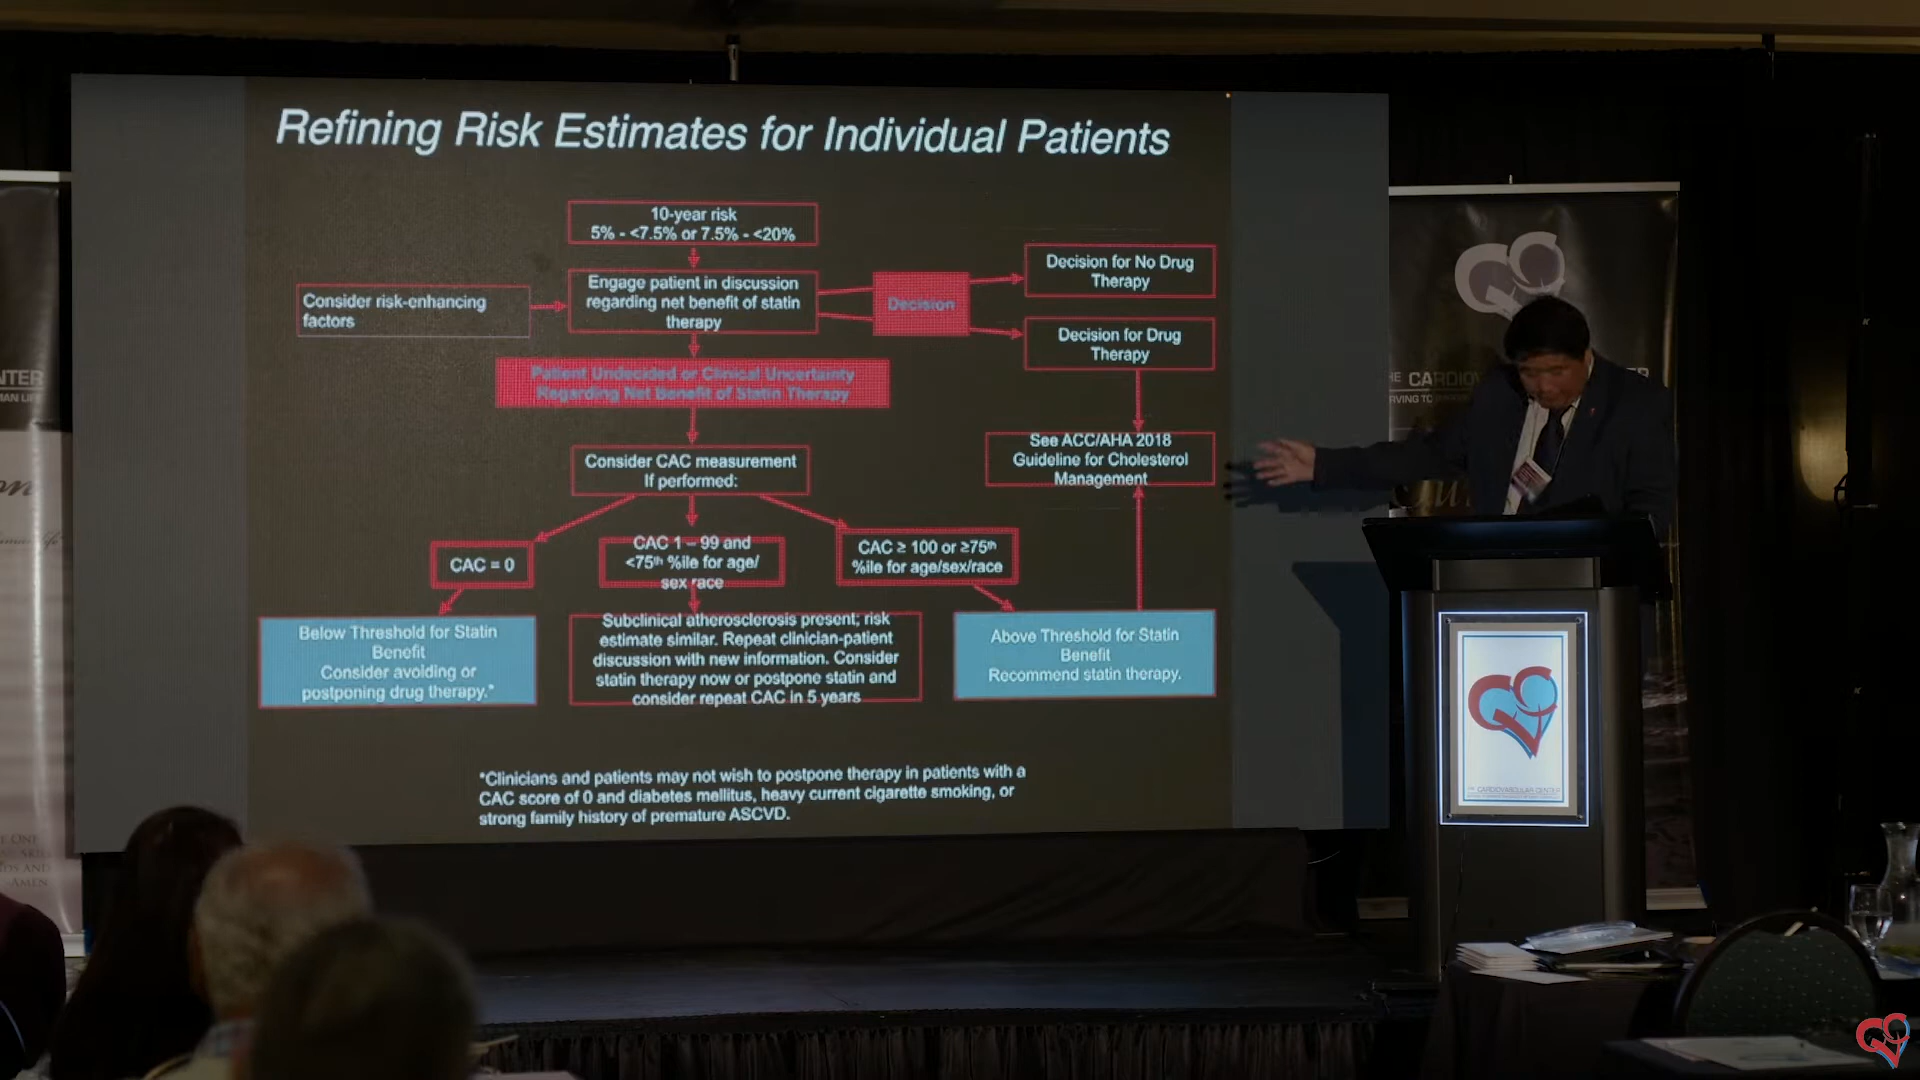 Refining Risk Estimates for Individual Patients
10-year risk
5% - <7.5% or 7.5% - <20%
Consider risk-enhancing
factors
Engage patient in discussion
regarding net benefit of statin
therapy
Decision
Decision for No Drug
Therapy
Decision for Drug
Therapy
Patient Undecided or Clinical Uncertainty
Regarding Net Benefit of Statin Therapy
See ACC/AHA 2018
Guideline for Cholesterol
Management
Consider CAC measurement
If performed:
CAC = 0
CAC 1 – 99 and
<75th %ile for age/
sex race
CAC ≥ 100 or ≥75th
%ile for age/sex/race
Below Threshold for Statin
Benefit
Consider avoiding or
postponing drug therapy.*
Subclinical atherosclerosis present; risk
estimate similar. Repeat clinician-patient
discussion with new information. Consider
statin therapy now or postpone statin and
consider repeat CAC in 5 years
Above Threshold for Statin
Benefit
Recommend statin therapy.
*Clinicians and patients may not wish to postpone therapy in patients with a
CAC score of 0 and diabetes mellitus, heavy current cigarette smoking, or
strong family history of premature ASCVD.
THE CARDIOVASCULAR CENTER